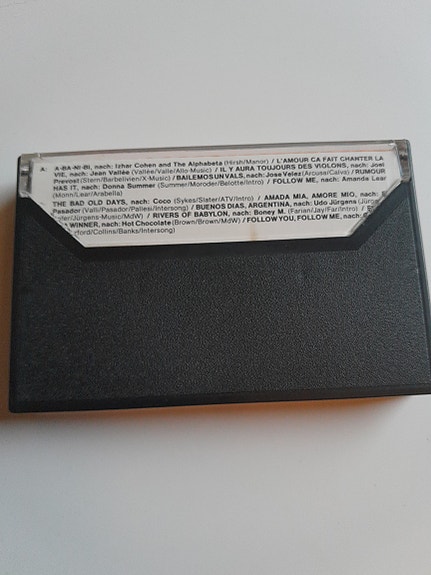 A: A-BA-NI-BI, nach: Izhar Cohen and The Alphabeta (Hirsh/Manor) / L'AMOUR CA FAIT CHANTER LA
VIE, nach: Jean Vallée (Vallée/Valle/Allo Music) / IL Y AURA TOUJOURS DES VIOLONS, nach: Joel
Prevost (Stern/Barbelivien/X-Music) / BAILEMOS UN VALS, nach: Jose Velez (Arcusa/Calva) / RUMOUR
HAS IT, nach: Donna Summer (Summer/Moroder/Belotte/Intro) / FOLLOW ME, nach: Amanda Lear
(Monn/Lear/Arabella)
THE BAD OLD DAYS, nach: Coco (Sykes/Slater/ATV/Intro) / AMADA MIA, AMORE MIO, nach:
Pasador (Valli/Pasador/Pallesi/Intersong) / BUENOS DIAS, ARGENTINA, nach: Udo Jürgens
Jürgens-Music/MdW) / RIVERS OF BABYLON, nach: Boney M. (Farian/Jay/Far/Intro) /
WINNER, nach: Hot Chocolate (Brown/Brown/MdW) / FOLLOW YOU, FOLLOW ME, nach:
/Collins/Banks/Intersong)